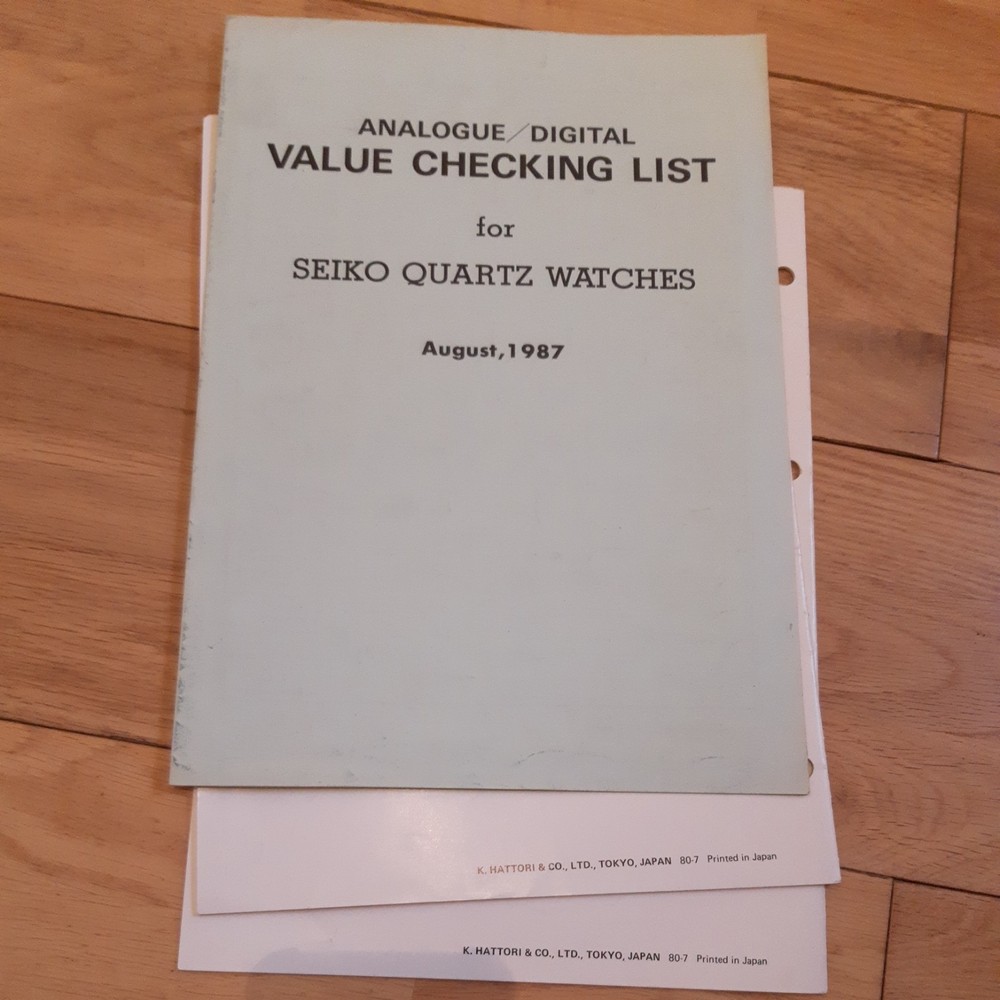 ANALOGUE/DIGITAL
VALUE CHECKING LIST
for
SEIKO QUARTZ WATCHES
August,1987
K. HATTORI & CO., LTD., TOKYO, JAPAN 80-7 Printed in Japan
K. HATTORI & CO., LTD., TOKYO, JAPAN 80-7 Printed in Japan